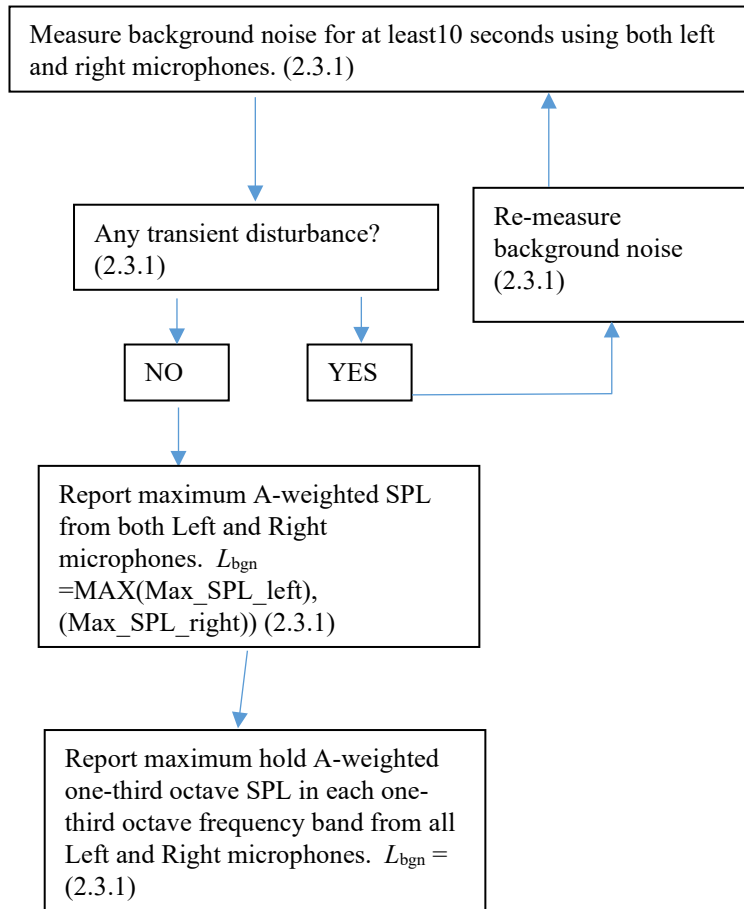 Measure background noise for at least10 seconds using both left
and right microphones. (2.3.1)
Any transient disturbance?
(2.3.1)
Re-measure
background noise
(2.3.1)
NO
YES
Report maximum A-weighted SPL
from both Left and Right
microphones.  Lbgn
=MAX(Max_SPL_left),
(Max_SPL_right)) (2.3.1)
Report maximum hold A-weighted
one-third octave SPL in each one-
third octave frequency band from all
Left and Right microphones.  Lbgn =
(2.3.1)